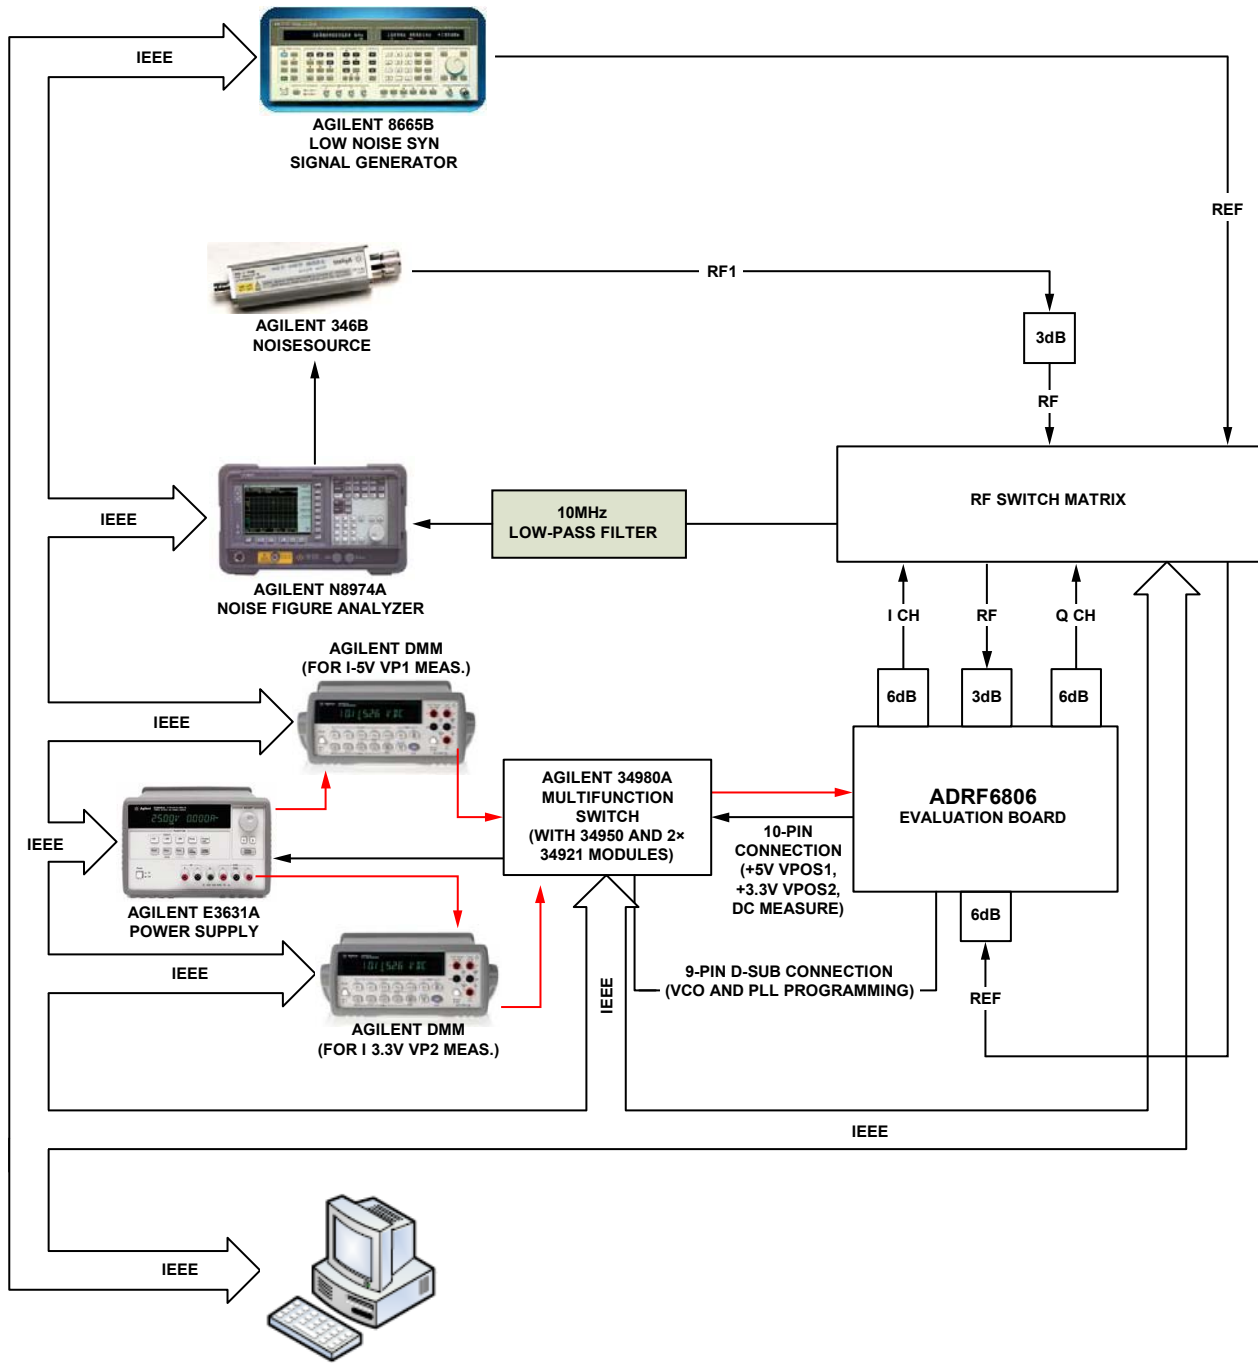 IEEE
AGILENT 8665B
LOW NOISE SYN
SIGNAL GENERATOR
REF
RF1
AGILENT 346B
NOISESOURCE
3dB
RF
RF SWITCH MATRIX
IEEE
10MHz
LOW-PASS FILTER
AGILENT N8974A
NOISE FIGURE ANALYZER
I CH
RF
Q CH
AGILENT DMM
(FOR I-5V VP1 MEAS.)
6dB
3dB
6dB
IEEE
AGILENT 34980A
MULTIFUNCTION
SWITCH
(WITH 34950 AND 2×
34921 MODULES)
ADRF6806
EVALUATION BOARD
10-PIN
CONNECTION
(+5V VPOS1,
+3.3V VPOS2,
DC MEASURE)
IEEE
AGILENT E3631A
POWER SUPPLY
6dB
IEEE
9-PIN D-SUB CONNECTION
(VCO AND PLL PROGRAMMING)
IEEE
REF
AGILENT DMM
(FOR I 3.3V VP2 MEAS.)
IEEE
IEEE